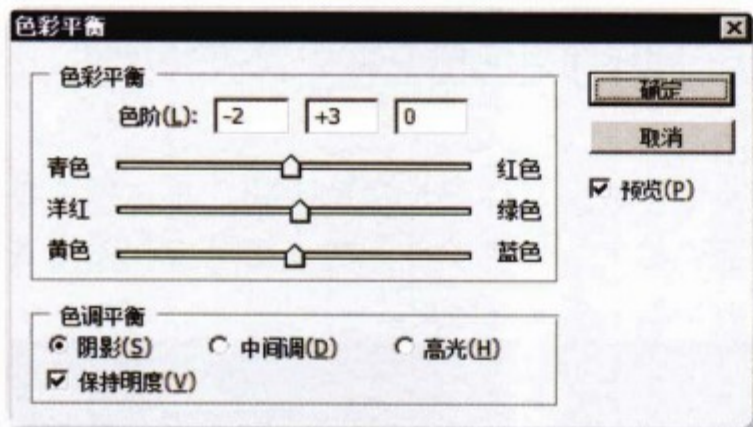 色彩平衡
色彩平衡
色阶(L): -2 +3 0
确定
取消
预览(P)
青色 红色
洋红 绿色
黄色 蓝色
色调平衡
阴影(S) 中间调(D) 高光(H)
保持明度(V)